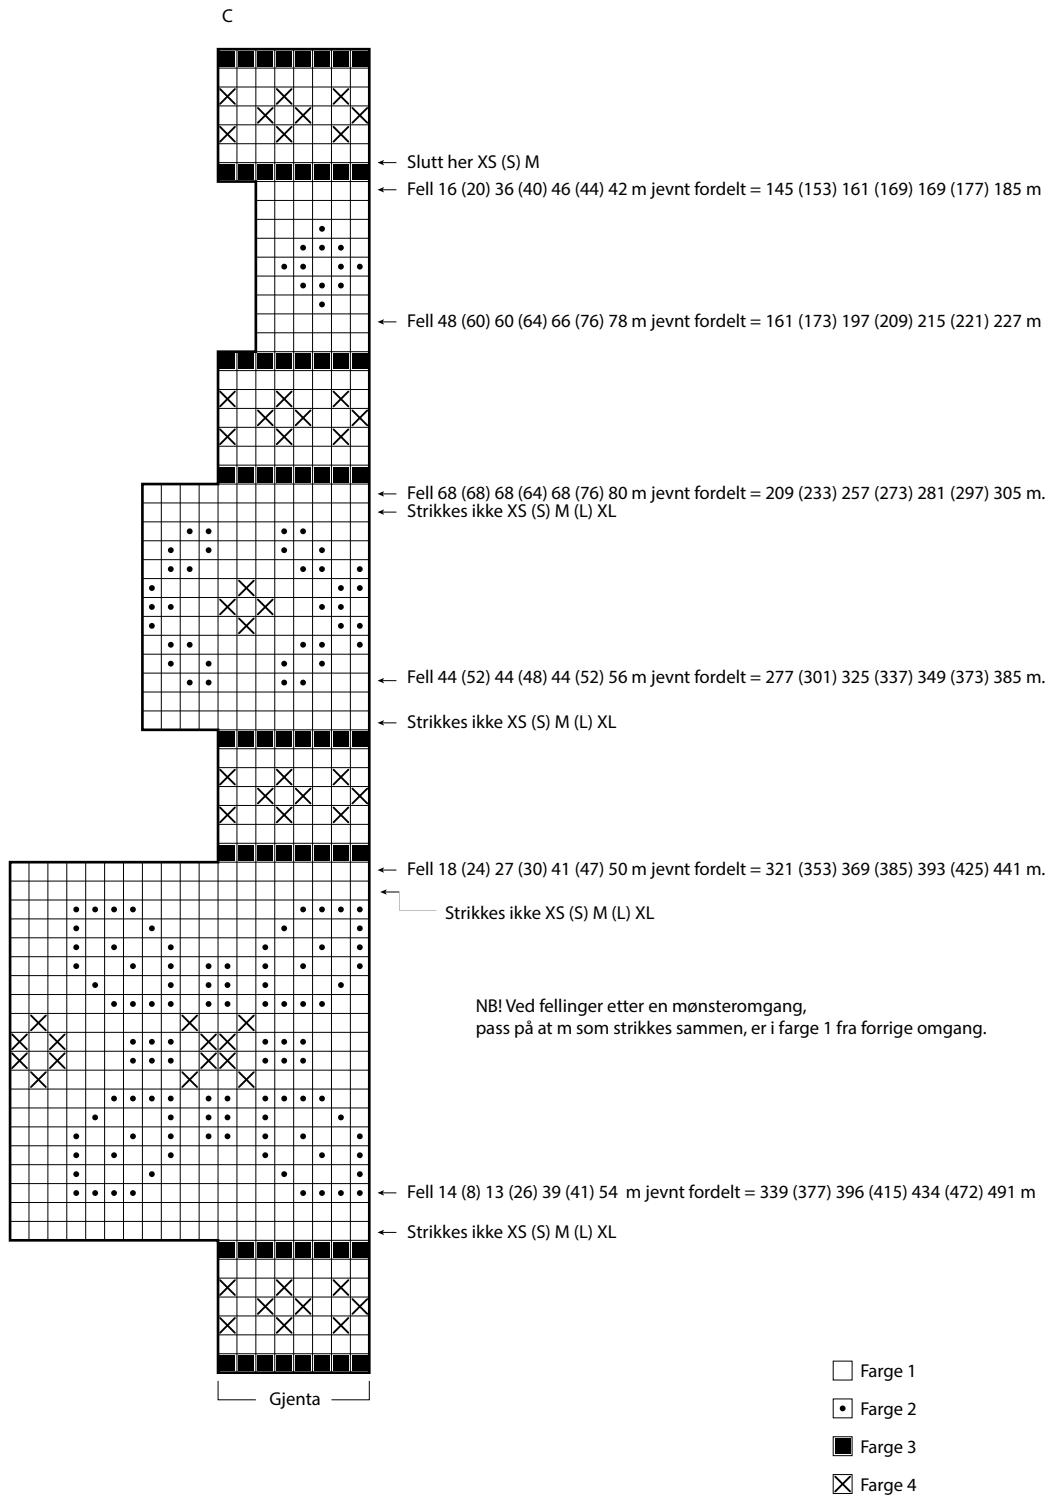 C
Slutt her XS (S) M
Fell 16 (20) 36 (40) 46 (44) 42 m jevnt fordelt = 145 (153) 161 (169) 169 (177) 185 m
Fell 48 (60) 60 (64) 66 (76) 78 m jevnt fordelt = 161 (173) 197 (209) 215 (221) 227 m
Fell 68 (68) 68 (64) 68 (76) 80 m jevnt fordelt = 209 (233) 257 (273) 281 (297) 305 m.
Strikkes ikke XS (S) M (L) XL
Fell 44 (52) 44 (48) 44 (52) 56 m jevnt fordelt = 277 (301) 325 (337) 349 (373) 385 m.
Strikkes ikke XS (S) M (L) XL
Fell 18 (24) 27 (30) 41 (47) 50 m jevnt fordelt = 321 (353) 369 (385) 393 (425) 441 m.
Strikkes ikke XS (S) M (L) XL
NB! Ved fellinger etter en mønsteromgang,
pass på at m som strikkes sammen, er i farge 1 fra forrige omgang.
Fell 14 (8) 13 (26) 39 (41) 54 m jevnt fordelt = 339 (377) 396 (415) 434 (472) 491 m
Strikkes ikke XS (S) M (L) XL
Gjenta
Farge 1
Farge 2
Farge 3
Farge 4